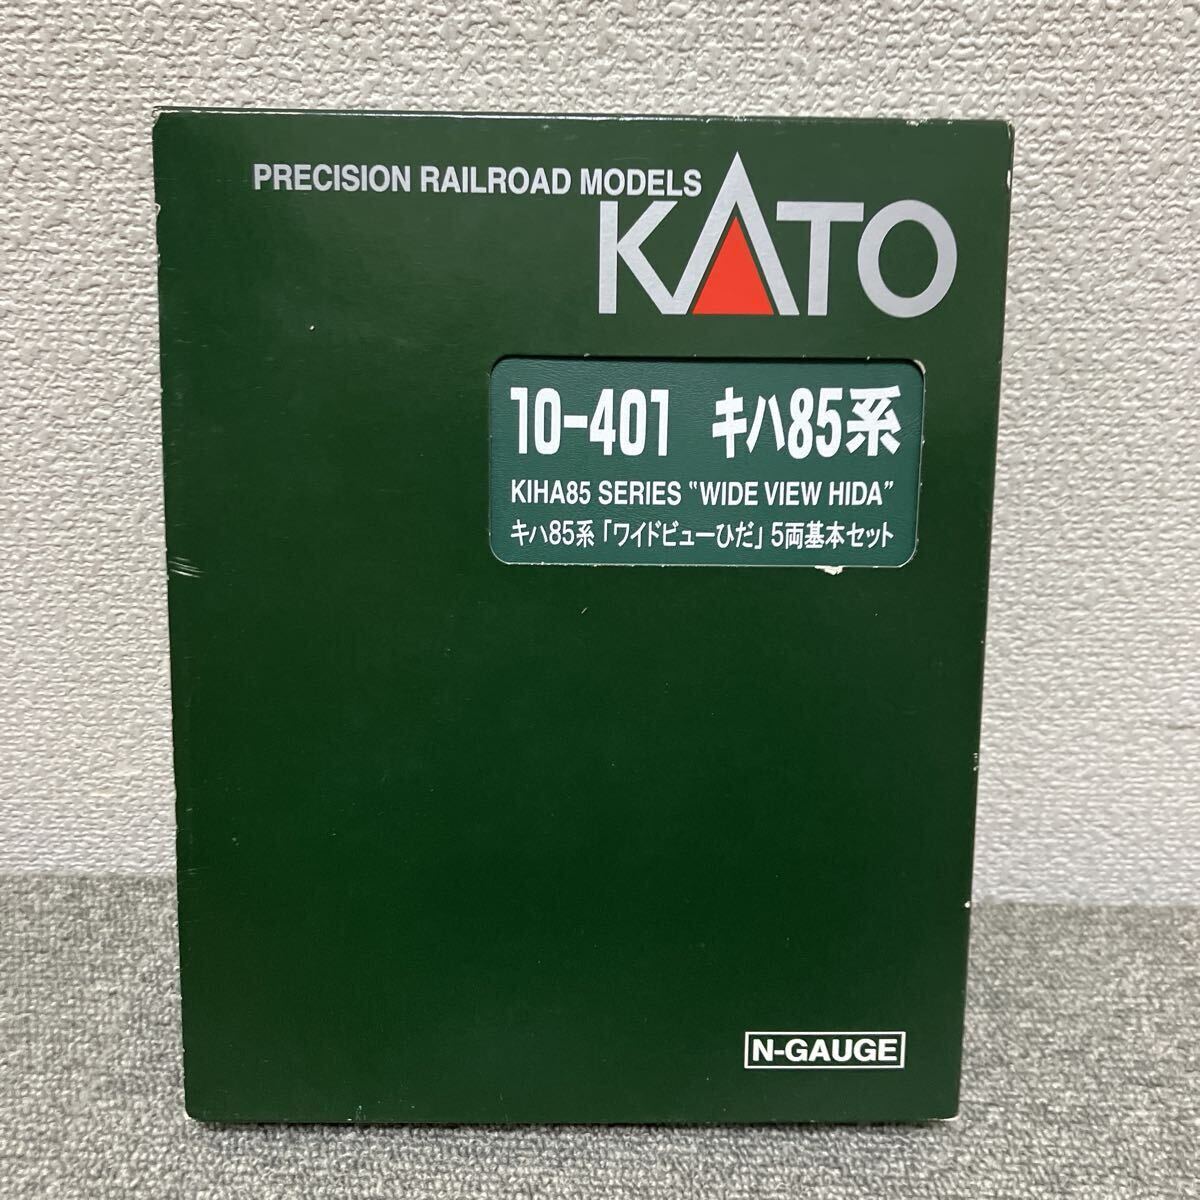 PRECISION RAILROAD MODELS
KATO
10-401 キハ85系
KIHA85 SERIES "WIDE VIEW HIDA"
キハ85系「ワイドビューひだ」5両基本セット
N-GAUGE